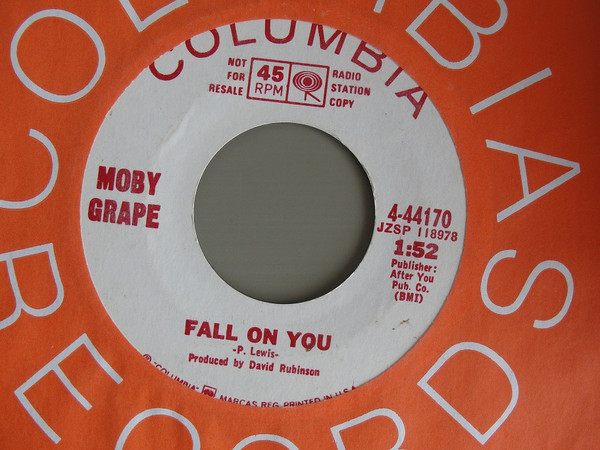 COLUMBIA
NOT
FOR
RESALE
45
RPM
RADIO
STATION
COPY
MOBY
GRAPE
4-44170
JZSP 118978
1:52
Publisher:
After You
Pub. Co.
(BMI)
FALL ON YOU
-P. Lewis-
Produced by David Rubinson
® "COLUMBIA" MARCAS REG. PRINTED IN U.S.A.
COLUMBIA
RECORDS